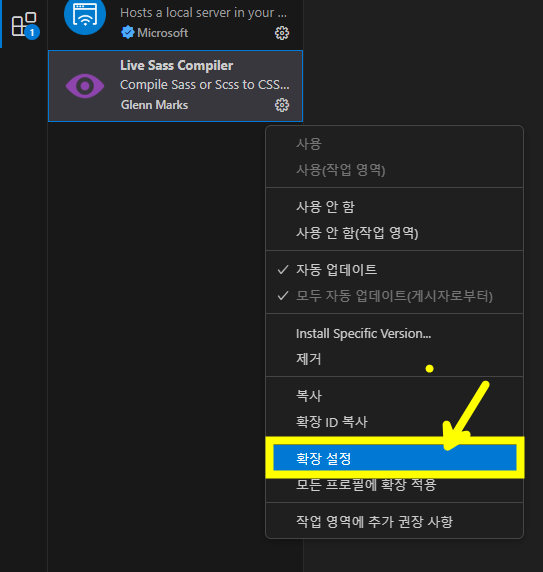 Hosts a local server in your ...
Microsoft
1
Live Sass Compiler
Compile Sass or Scss to CSS...
Glenn Marks
사용
사용(작업 영역)
사용 안 함
사용 안 함(작업 영역)
자동 업데이트
모두 자동 업데이트(게시자로부터)
Install Specific Version...
제거
복사
확장 ID 복사
확장 설정
모든 프로필에 확장 적용
작업 영역에 추가 권장 사항